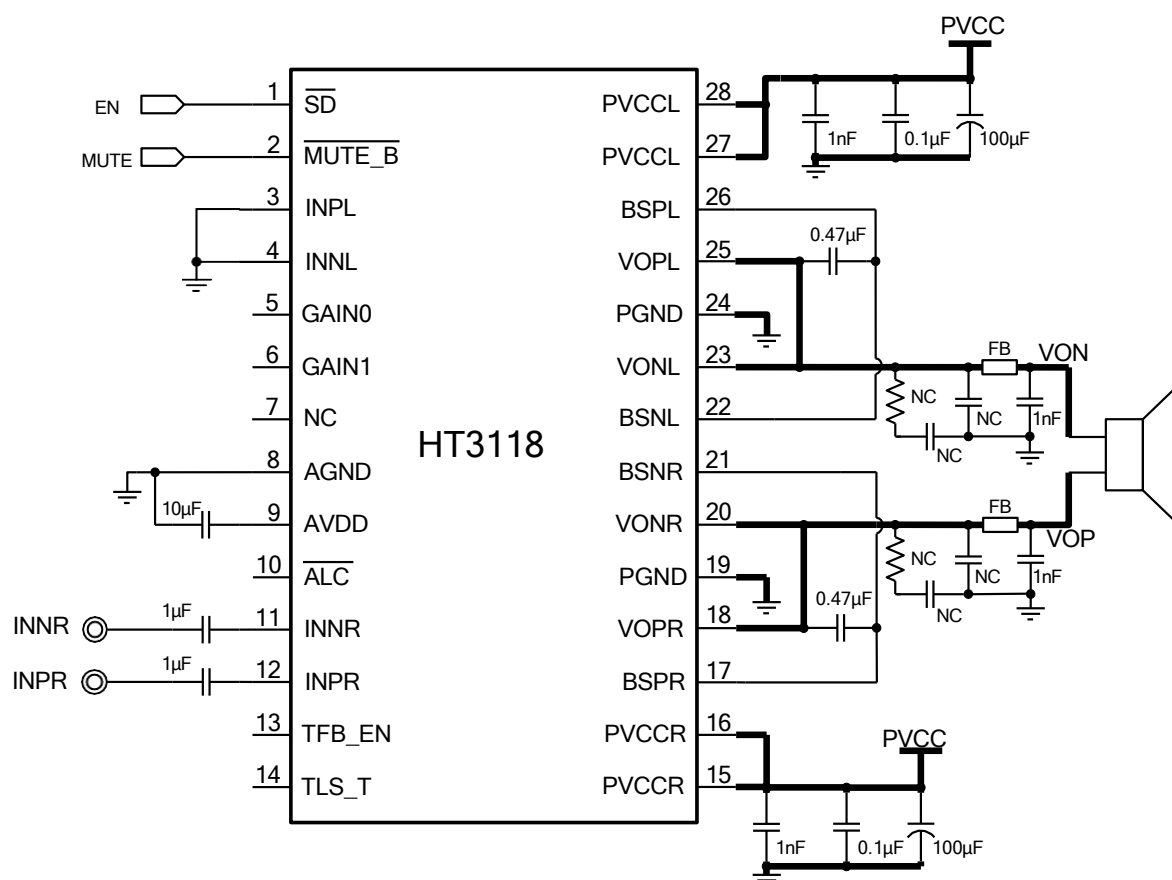 PVCC
EN 1 SD PVCCL 28
1nF 0.1µF 100µF
MUTE 2 MUTE_B PVCCL 27
3 INPL BSPL 26
0.47µF
4 INNL VOPL 25
5 GAIN0 PGND 24
6 GAIN1 VONL 23 FB VON
NC NC 1nF
7 NC BSNL 22
NC
HT3118
8 AGND BSNR 21
10µF 9 AVDD VONR 20 FB VOP
NC NC 1nF
10 ALC PGND 19
NC
0.47µF
INNR 1µF 11 INNR VOPR 18
INPR 1µF 12 INPR BSPR 17
13 TFB_EN PVCCR 16
PVCC
14 TLS_T PVCCR 15
1nF 0.1µF 100µF